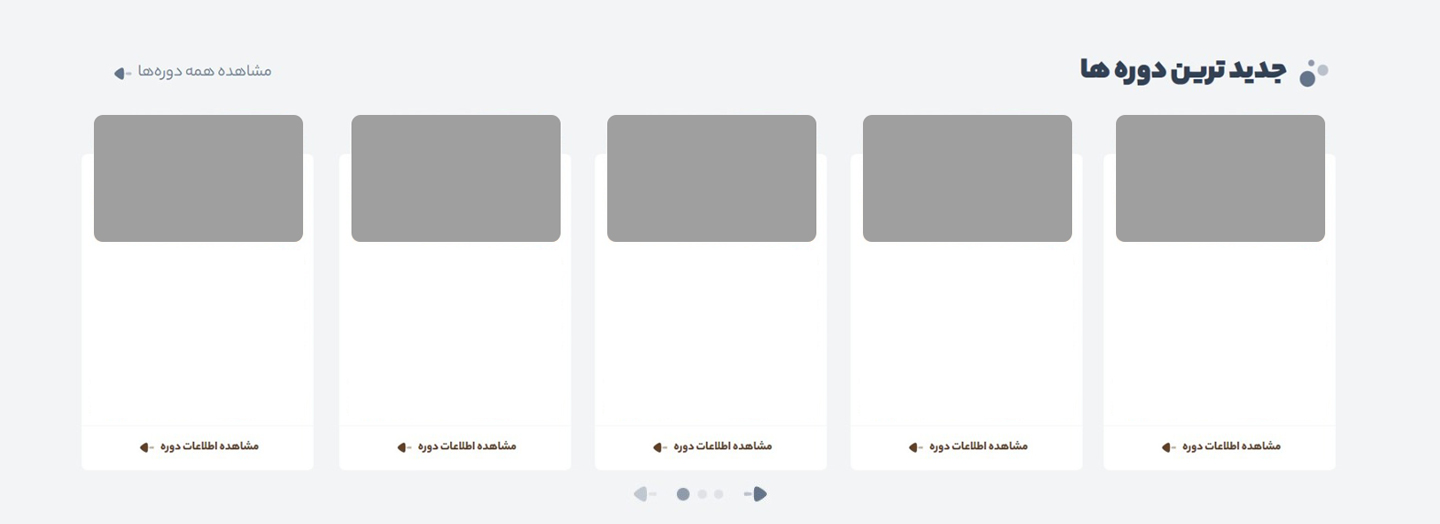 جدید ترین دوره ها
مشاهده همه دوره‌ها
مشاهده اطلاعات دوره
مشاهده اطلاعات دوره
مشاهده اطلاعات دوره
مشاهده اطلاعات دوره
مشاهده اطلاعات دوره